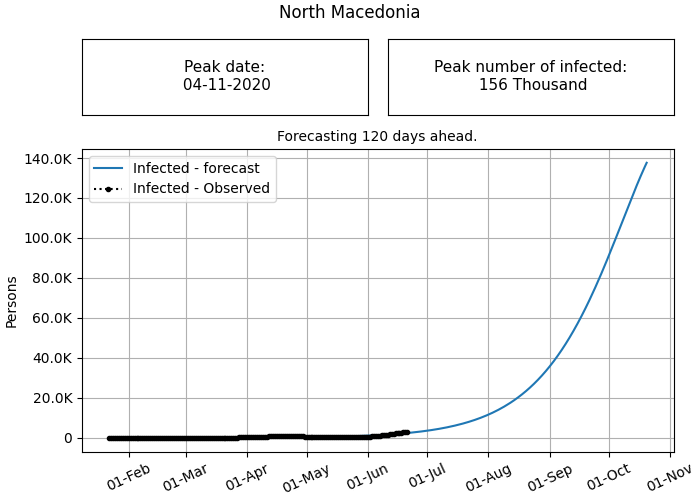 North Macedonia
Peak date:
04-11-2020
Peak number of infected:
156 Thousand
Forecasting 120 days ahead.
Infected - forecast
Infected - Observed
Persons
140.0K
120.0K
100.0K
80.0K
60.0K
40.0K
20.0K
0
01-Feb
01-Mar
01-Apr
01-May
01-Jun
01-Jul
01-Aug
01-Sep
01-Oct
01-Nov